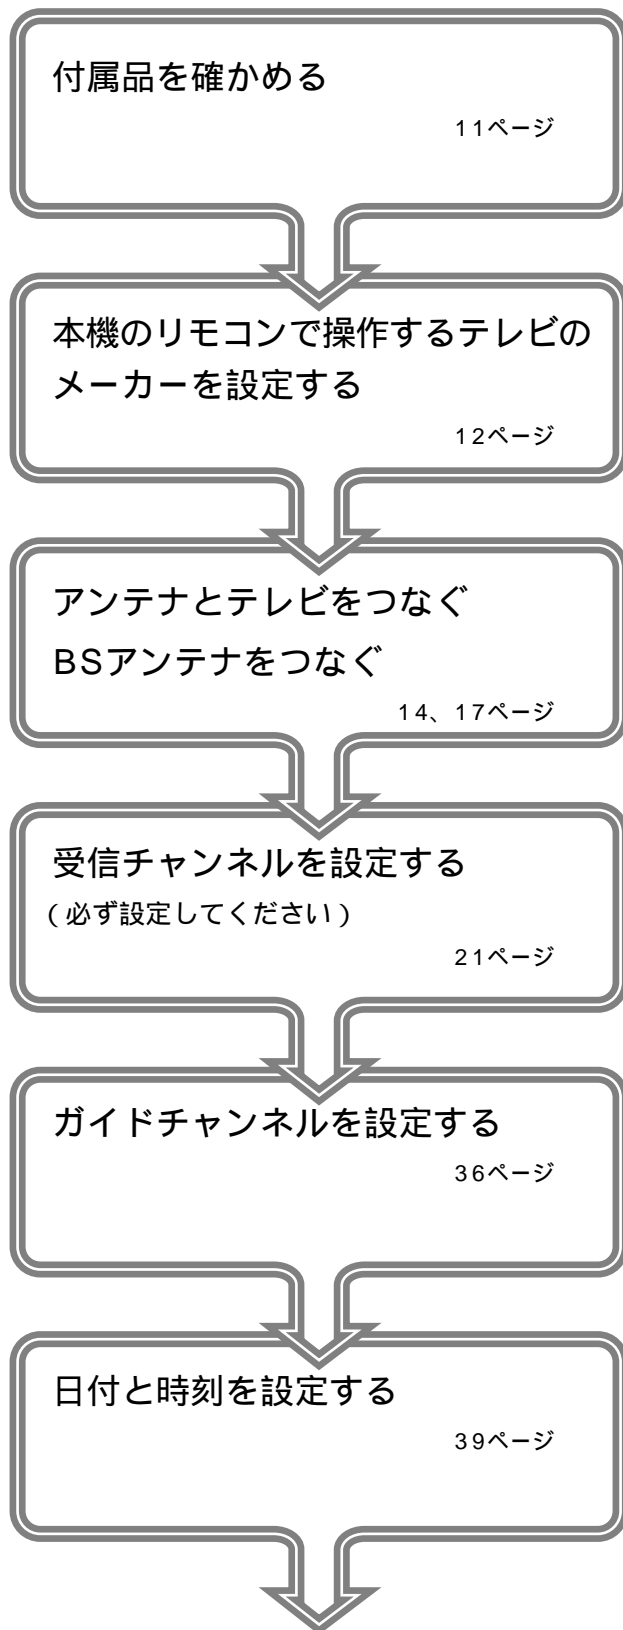 付属品を確かめる
11ページ
本機のリモコンで操作するテレビの
メーカーを設定する
12ページ
アンテナとテレビをつなぐ
BSアンテナをつなぐ
14、17ページ
受信チャンネルを設定する
（必ず設定してください）
21ページ
ガイドチャンネルを設定する
36ページ
日付と時刻を設定する
39ページ